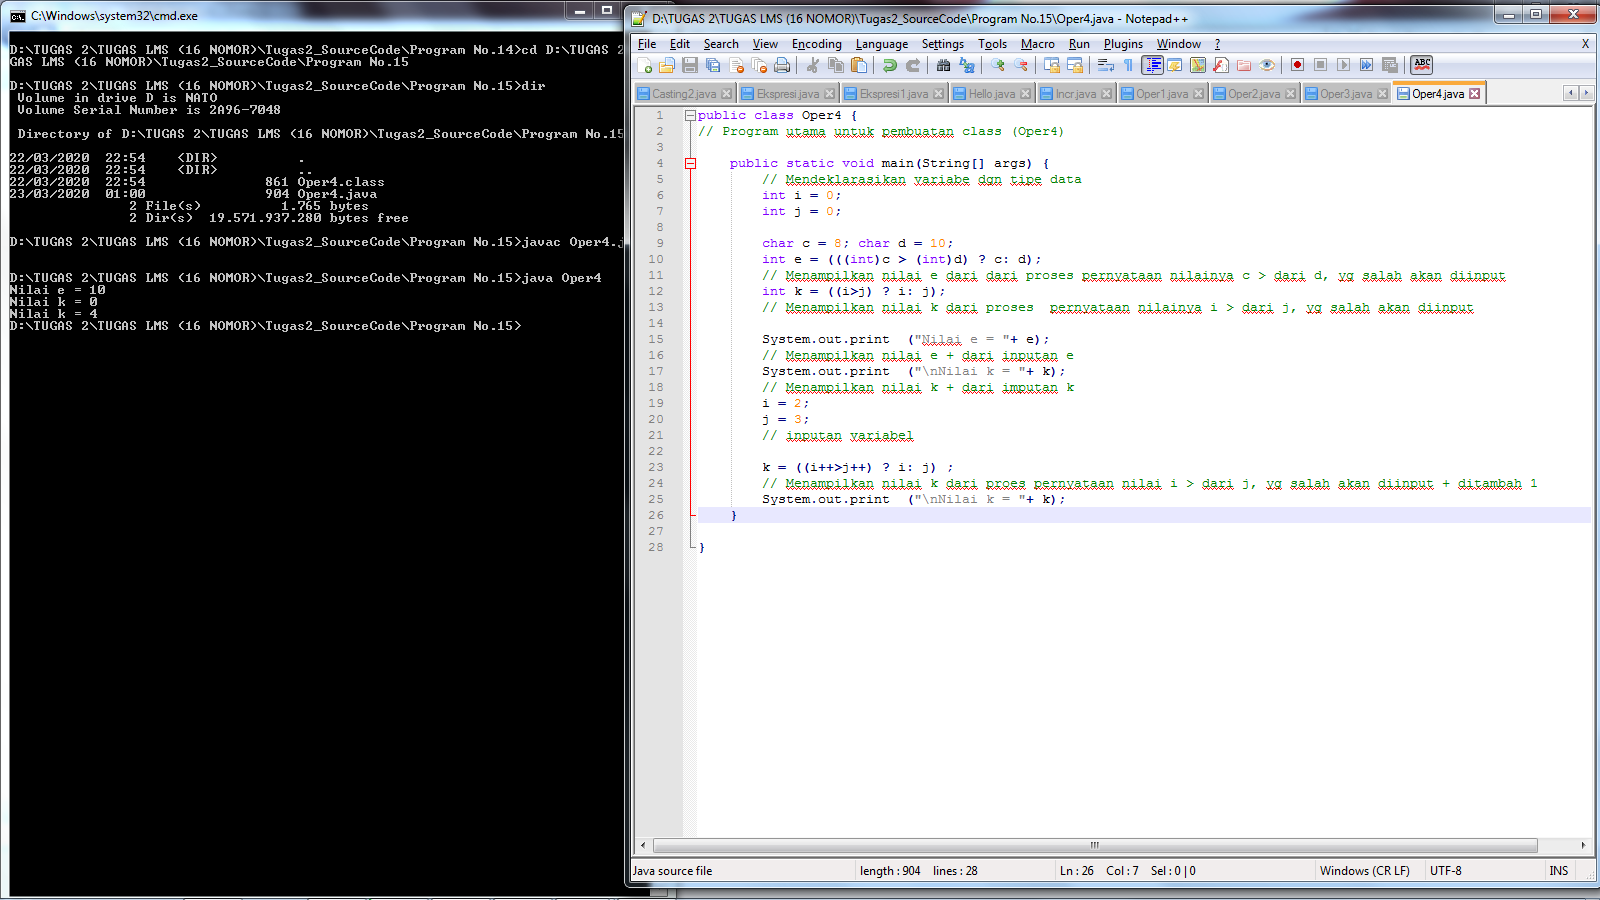 C:\Windows\system32\cmd.exe
D:\TUGAS 2\TUGAS LMS (16 NOMOR)\Tugas2_SourceCode\Program No.14>cd D:\TUGAS 2
GAS LMS (16 NOMOR)\Tugas2_SourceCode\Program No.15
D:\TUGAS 2\TUGAS LMS (16 NOMOR)\Tugas2_SourceCode\Program No.15>dir
Volume in drive D is NATO
Volume Serial Number is 2A96-7048
Directory of D:\TUGAS 2\TUGAS LMS (16 NOMOR)\Tugas2_SourceCode\Program No.15
22/03/2020  22:54    <DIR>          .
22/03/2020  22:54    <DIR>          ..
22/03/2020  22:54               861 Oper4.class
23/03/2020  01:00               904 Oper4.java
2 File(s)          1.765 bytes
2 Dir(s)  19.571.937.280 bytes free
D:\TUGAS 2\TUGAS LMS (16 NOMOR)\Tugas2_SourceCode\Program No.15>javac Oper4.j
D:\TUGAS 2\TUGAS LMS (16 NOMOR)\Tugas2_SourceCode\Program No.15>java Oper4
Nilai e = 10
Nilai k = 0
Nilai k = 4
D:\TUGAS 2\TUGAS LMS (16 NOMOR)\Tugas2_SourceCode\Program No.15>
D:\TUGAS 2\TUGAS LMS (16 NOMOR)\Tugas2_SourceCode\Program No.15\Oper4.java - Notepad++
File Edit Search View Encoding Language Settings Tools Macro Run Plugins Window ? X
ABC
Casting2.java Ekspresi.java Ekspresi1.java Hello.java Incr.java Oper1.java Oper2.java Oper3.java Oper4.java
1 public class Oper4 {
2 // Program utama untuk pembuatan class (Oper4)
3
4     public static void main(String[] args) {
5         // Mendeklarasikan variabe dgn tipe data
6         int i = 0;
7         int j = 0;
8
9         char c = 8; char d = 10;
10         int e = (((int)c > (int)d) ? c: d);
11         // Menampilkan nilai e dari dari proses pernyataan nilainya c > dari d, yg salah akan diinput
12         int k = ((i>j) ? i: j);
13         // Menampilkan nilai k dari proses  pernyataan nilainya i > dari j, yg salah akan diinput
14
15         System.out.print  ("Nilai e = "+ e);
16         // Menampilkan nilai e + dari inputan e
17         System.out.print  ("\nNilai k = "+ k);
18         // Menampilkan nilai k + dari imputan k
19         i = 2;
20         j = 3;
21         // inputan variabel
22
23         k = ((i++>j++) ? i: j) ;
24         // Menampilkan nilai k dari proes pernyataan nilai i > dari j, yg salah akan diinput + ditambah 1
25         System.out.print  ("\nNilai k = "+ k);
26     }
27
28 }
Java source file length : 904 lines : 28 Ln : 26 Col : 7 Sel : 0 | 0 Windows (CR LF) UTF-8 INS